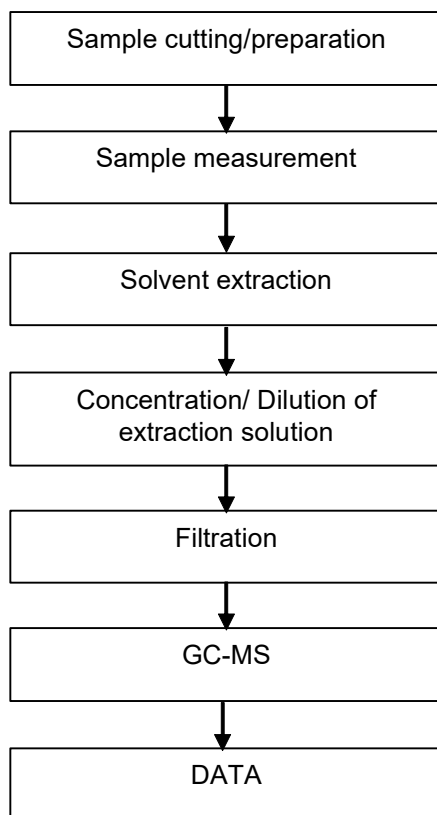 Sample cutting/preparation
Sample measurement
Solvent extraction
Concentration/ Dilution of
extraction solution
Filtration
GC-MS
DATA